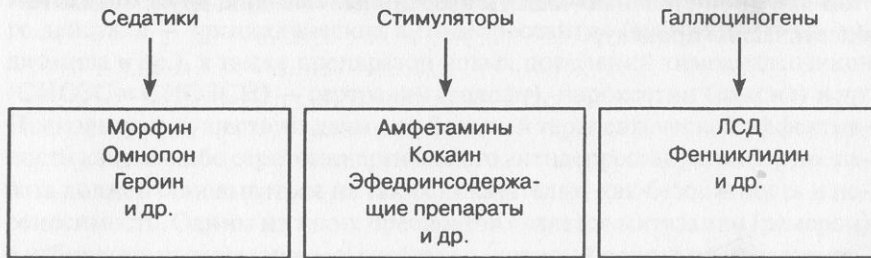 Седатики
Стимуляторы
Галлюциногены
Морфин
Омнопон
Героин
и др.
Амфетамины
Кокаин
Эфедринсодержа-
щие препараты
и др.
ЛСД
Фенциклидин
и др.